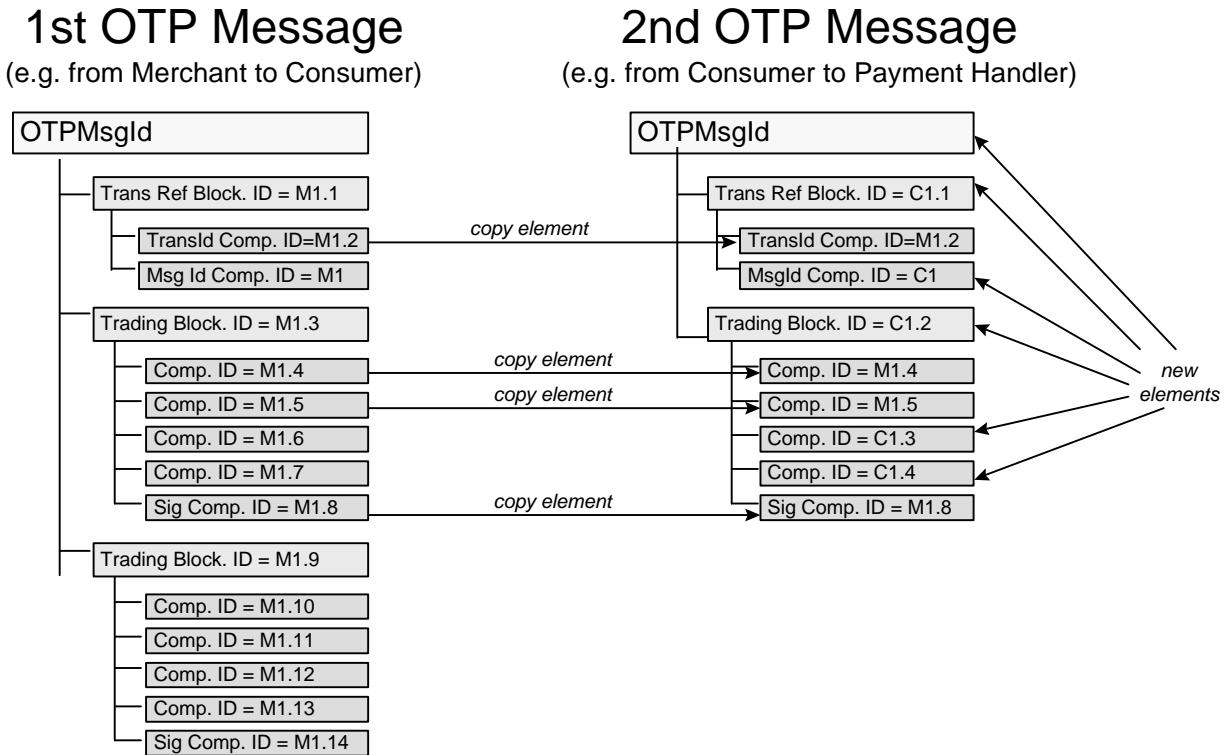 1st OTP Message
(e.g. from Merchant to Consumer)
OTPMsgId
Trans Ref Block. ID = M1.1
TransId Comp. ID=M1.2
Msg Id Comp. ID = M1
Trading Block. ID = M1.3
Comp. ID = M1.4
Comp. ID = M1.5
Comp. ID = M1.6
Comp. ID = M1.7
Sig Comp. ID = M1.8
Trading Block. ID = M1.9
Comp. ID = M1.10
Comp. ID = M1.11
Comp. ID = M1.12
Comp. ID = M1.13
Sig Comp. ID = M1.14
copy element
copy element
copy element
copy element
2nd OTP Message
(e.g. from Consumer to Payment Handler)
OTPMsgId
Trans Ref Block. ID = C1.1
TransId Comp. ID=M1.2
MsgId Comp. ID = C1
Trading Block. ID = C1.2
Comp. ID = M1.4
Comp. ID = M1.5
Comp. ID = C1.3
Comp. ID = C1.4
Sig Comp. ID = M1.8
new
elements